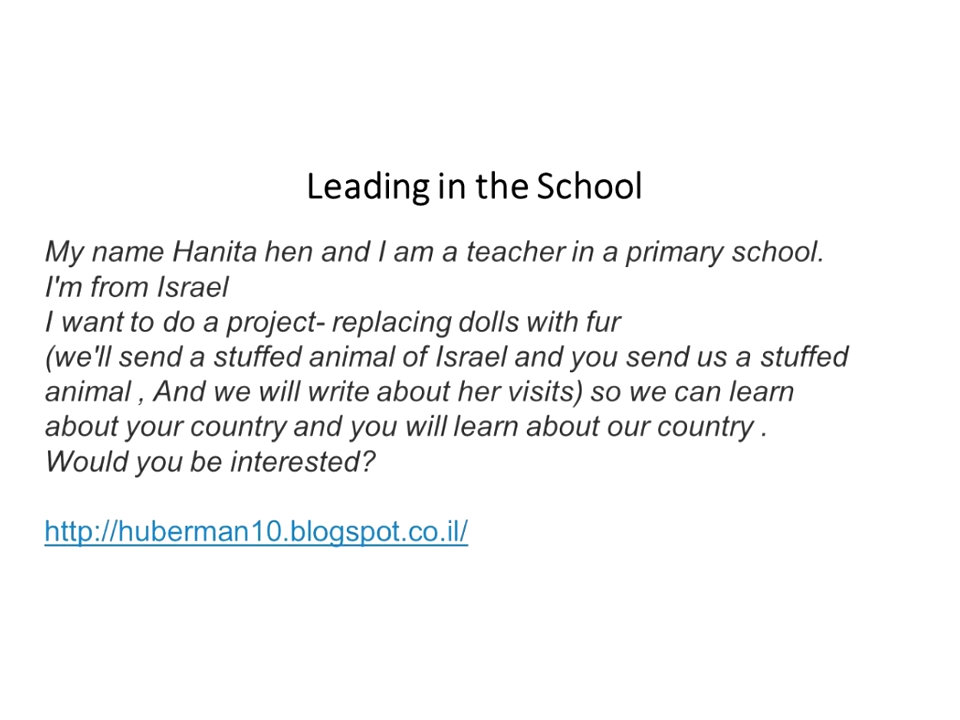 Leading in the School
My name Hanita hen and I am a teacher in a primary school.
I'm from Israel
I want to do a project- replacing dolls with fur
(we'll send a stuffed animal of Israel and you send us a stuffed
animal , And we will write about her visits) so we can learn
about your country and you will learn about our country .
Would you be interested?
http://huberman10.blogspot.co.il/